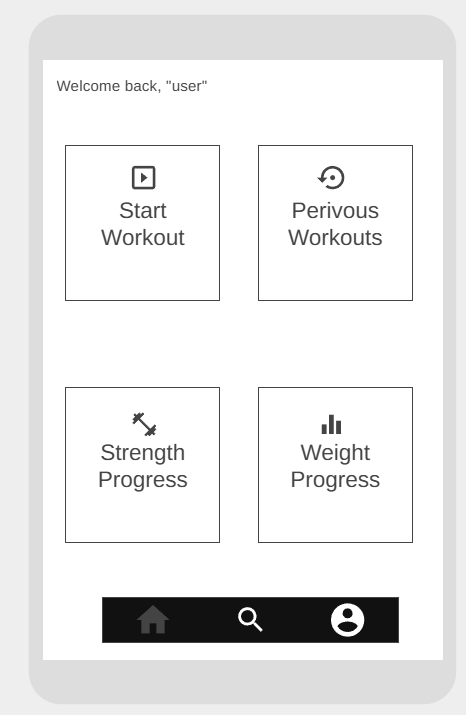 Welcome back, "user"
Start
Workout
Perivous
Workouts
Strength
Progress
Weight
Progress